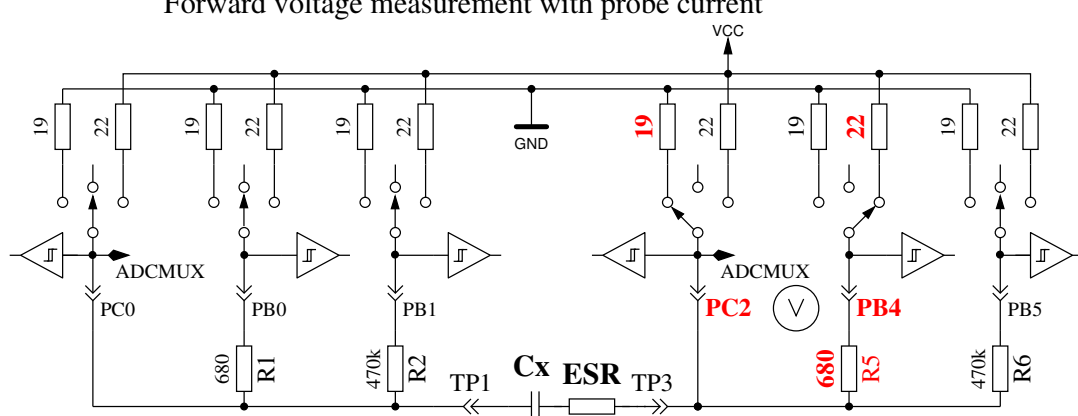 Forward voltage measurement with probe current
VCC
19 22 19 22 19 22 19 22 19 22 19 22
GND
ADCMUX ADCMUX
PC0 PB0 PB1 PC2 V PB4 PB5
680 R1 470k R2 680 R5 470k R6
TP1 Cx ESR TP3